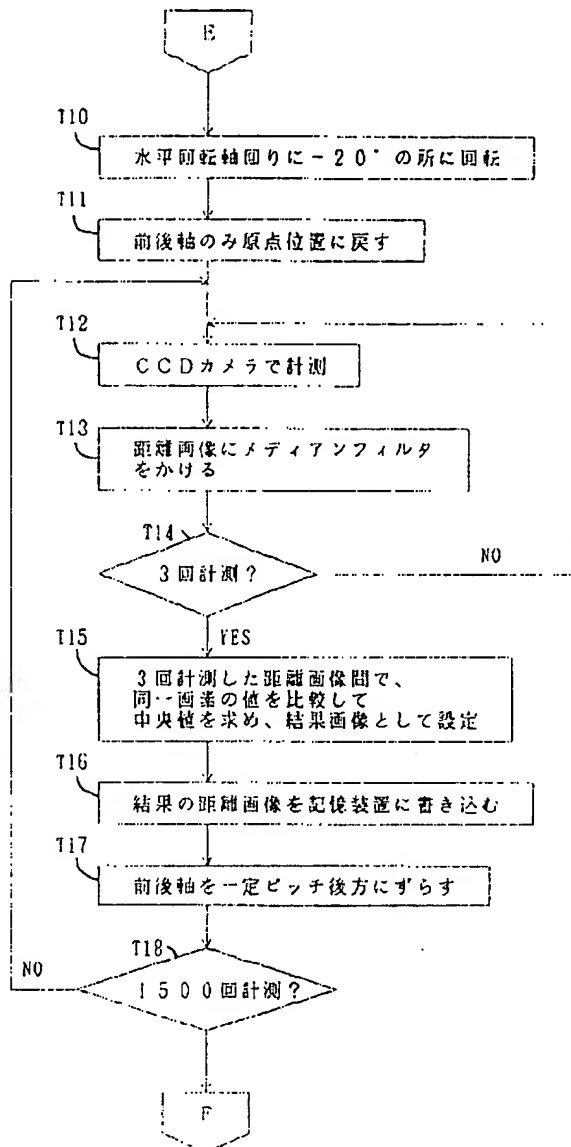 E
T10
水平回転軸回りに-20°の所に回転
T11
前後軸のみ原点位置に戻す
T12
CCDカメラで計測
T13
距離画像にメディアンフィルタ
をかける
T14
3回計測?
NO
YES
T15
3回計測した距離画像間で、
同一画素の値を比較して
中央値を求め、結果画像として設定
T16
結果の距離画像を記憶装置に書き込む
T17
前後軸を一定ピッチ後方にずらす
T18
NO
1500回計測?
F